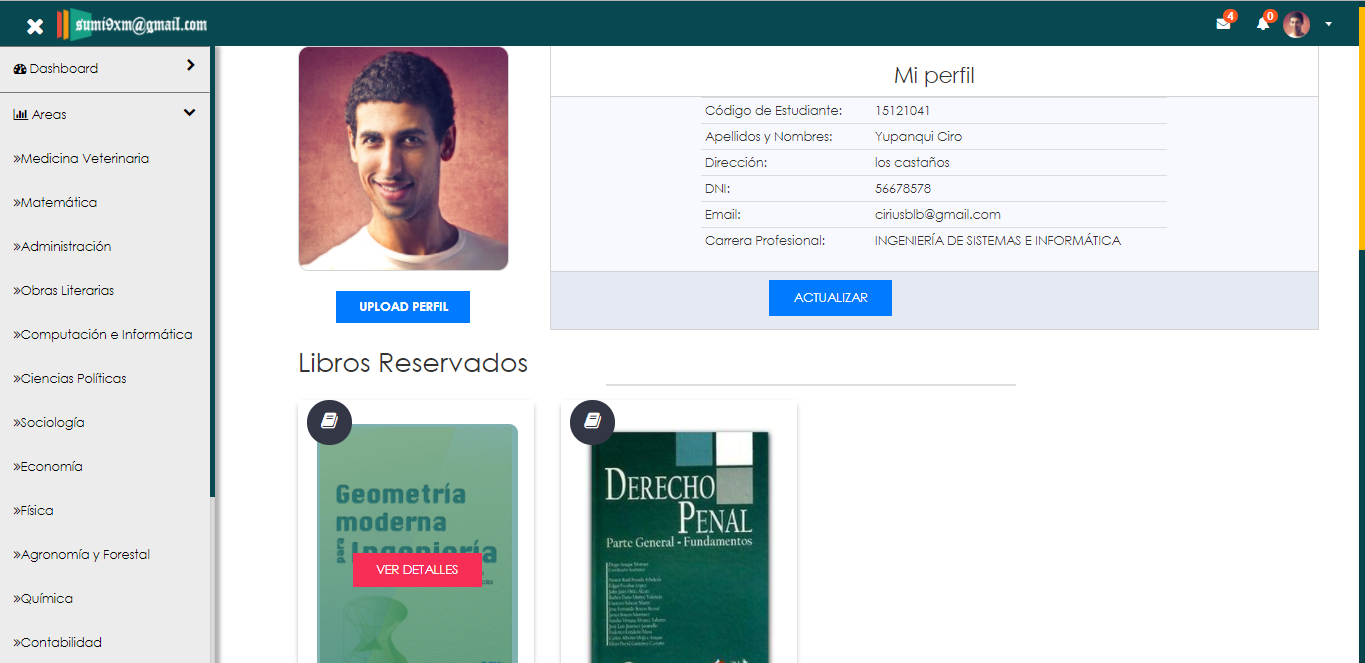 sumi9xm@gmail.com
4
0
Dashboard
Areas
»Medicina Veterinaria
»Matemática
»Administración
»Obras Literarias
»Computación e Informática
»Ciencias Políticas
»Sociología
»Economía
»Física
»Agronomía y Forestal
»Química
»Contabilidad
UPLOAD PERFIL
Mi perfil
Código de Estudiante: 15121041
Apellidos y Nombres: Yupanqui Ciro
Dirección: los castaños
DNI: 56678578
Email: ciriusblb@gmail.com
Carrera Profesional: INGENIERÍA DE SISTEMAS E INFORMÁTICA
ACTUALIZAR
Libros Reservados
Geometría
moderna
para Ingeniería
VER DETALLES
DERECHO
PENAL
Parte General - Fundamentos